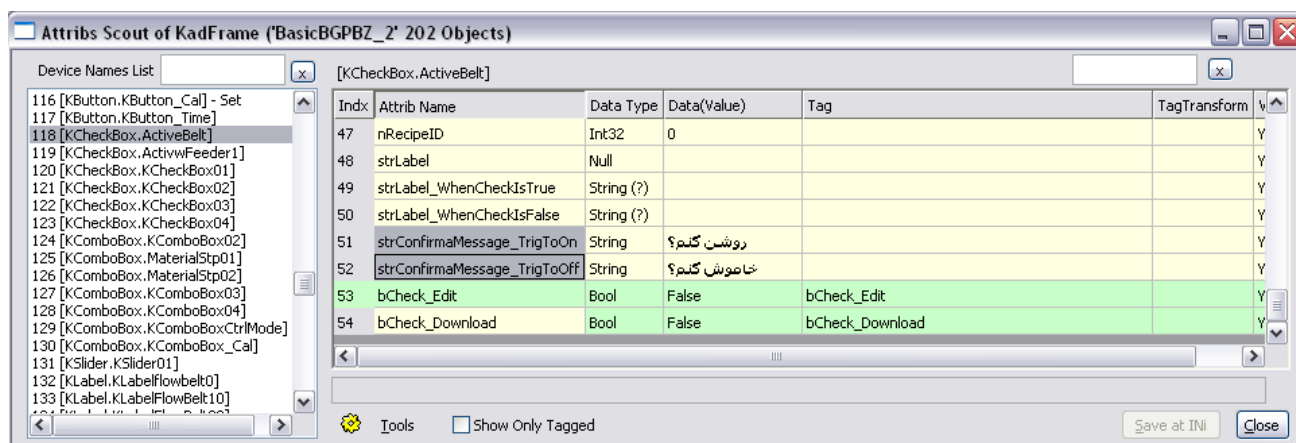 Attribs Scout of KadFrame ('BasicBGPBZ_2' 202 Objects)
Device Names List x
116 [KButton.KButton_Cal] - Set
117 [KButton.KButton_Time]
118 [KCheckBox.ActiveBelt]
119 [KCheckBox.ActivwFeeder1]
120 [KCheckBox.KCheckBox01]
121 [KCheckBox.KCheckBox02]
122 [KCheckBox.KCheckBox03]
123 [KCheckBox.KCheckBox04]
124 [KComboBox.KComboBox02]
125 [KComboBox.MaterialStp01]
126 [KComboBox.MaterialStp02]
127 [KComboBox.KComboBox03]
128 [KComboBox.KComboBox04]
129 [KComboBox.KComboBoxCtrlMode]
130 [KComboBox.KComboBox_Cal]
131 [KSlider.KSlider01]
132 [KLabel.KLabelflowbelt0]
133 [KLabel.KLabelFlowBelt10]
[KCheckBox.ActiveBelt] x
Indx Attrib Name Data Type Data(Value) Tag TagTransform
47 nRecipeID Int32 0 Y
48 strLabel Null Y
49 strLabel_WhenCheckIsTrue String (?) Y
50 strLabel_WhenCheckIsFalse String (?) Y
51 strConfirmaMessage_TrigToOn String روشن کنم؟ Y
52 strConfirmaMessage_TrigToOff String خاموش کنم؟ Y
53 bCheck_Edit Bool False bCheck_Edit Y
54 bCheck_Download Bool False bCheck_Download Y
Tools Show Only Tagged Save at INi Close